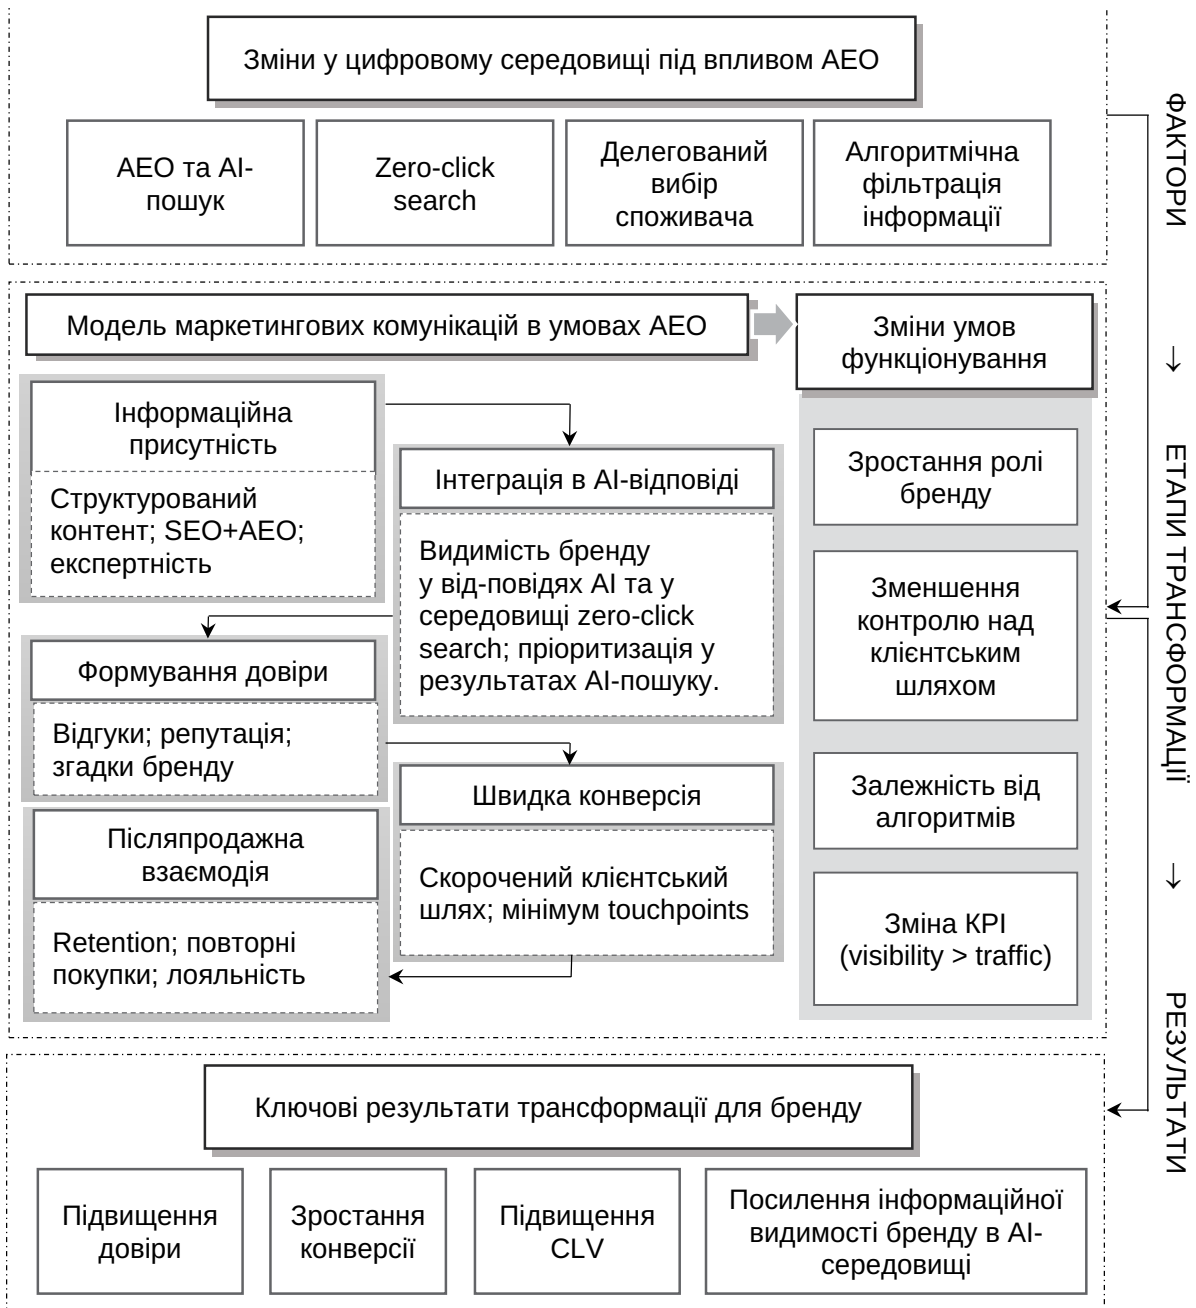 Зміни у цифровому середовищі під впливом АЕО
АЕО та АІ-
пошук
Zero-click
search
Делегований
вибір
споживача
Алгоритмічна
фільтрація
інформації
ФАКТОРИ
↓
ЕТАПИ ТРАНСФОРМАЦІЇ
↓
РЕЗУЛЬТАТИ
Модель маркетингових комунікацій в умовах АЕО
Зміни умов
функціонування
Інформаційна
присутність
Структурований
контент; SEO+AEO;
експертність
Інтеграція в АІ-відповіді
Видимість бренду
у від-повідях АІ та у
середовищі zero-click
search; пріоритизація у
результатах АІ-пошуку.
Формування довіри
Відгуки; репутація;
згадки бренду
Швидка конверсія
Скорочений клієнтський
шлях; мінімум touchpoints
Післяпродажна
взаємодія
Retention; повторні
покупки; лояльність
Зростання ролі
бренду
Зменшення
контролю над
клієнтським
шляхом
Залежність від
алгоритмів
Зміна КРІ
(visibility > traffic)
Ключові результати трансформації для бренду
Підвищення
довіри
Зростання
конверсії
Підвищення
CLV
Посилення інформаційної
видимості бренду в АІ-
середовищі